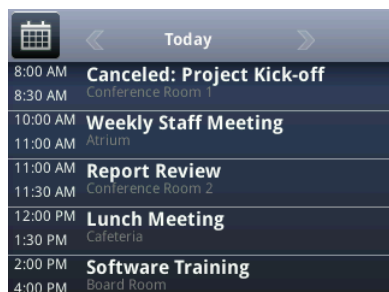 Today
8:00 AM Canceled: Project Kick-off
8:30 AM Conference Room 1
10:00 AM Weekly Staff Meeting
11:00 AM Atrium
11:00 AM Report Review
11:30 AM Conference Room 2
12:00 PM Lunch Meeting
1:30 PM Cafeteria
2:00 PM Software Training
4:00 PM Board Room